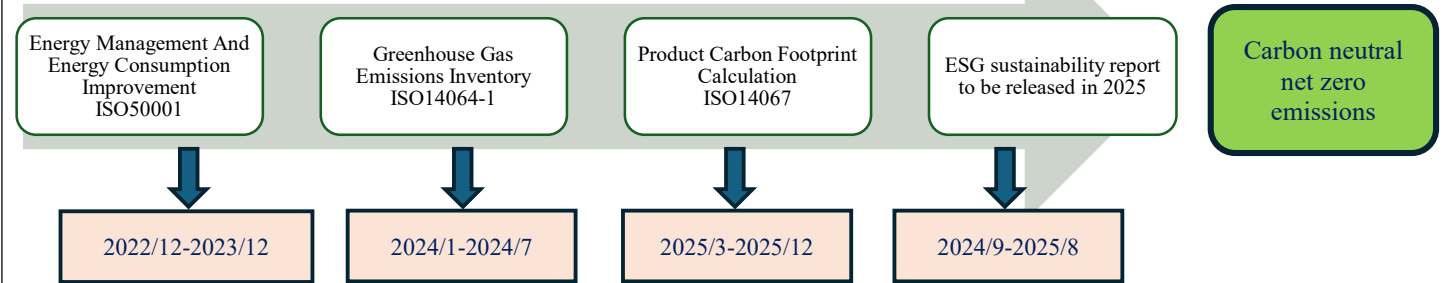 Energy Management And
Energy Consumption
Improvement
ISO50001
Greenhouse Gas
Emissions Inventory
ISO14064-1
Product Carbon Footprint
Calculation
ISO14067
ESG sustainability report
to be released in 2025
Carbon neutral
net zero
emissions
2022/12-2023/12
2024/1-2024/7
2025/3-2025/12
2024/9-2025/8